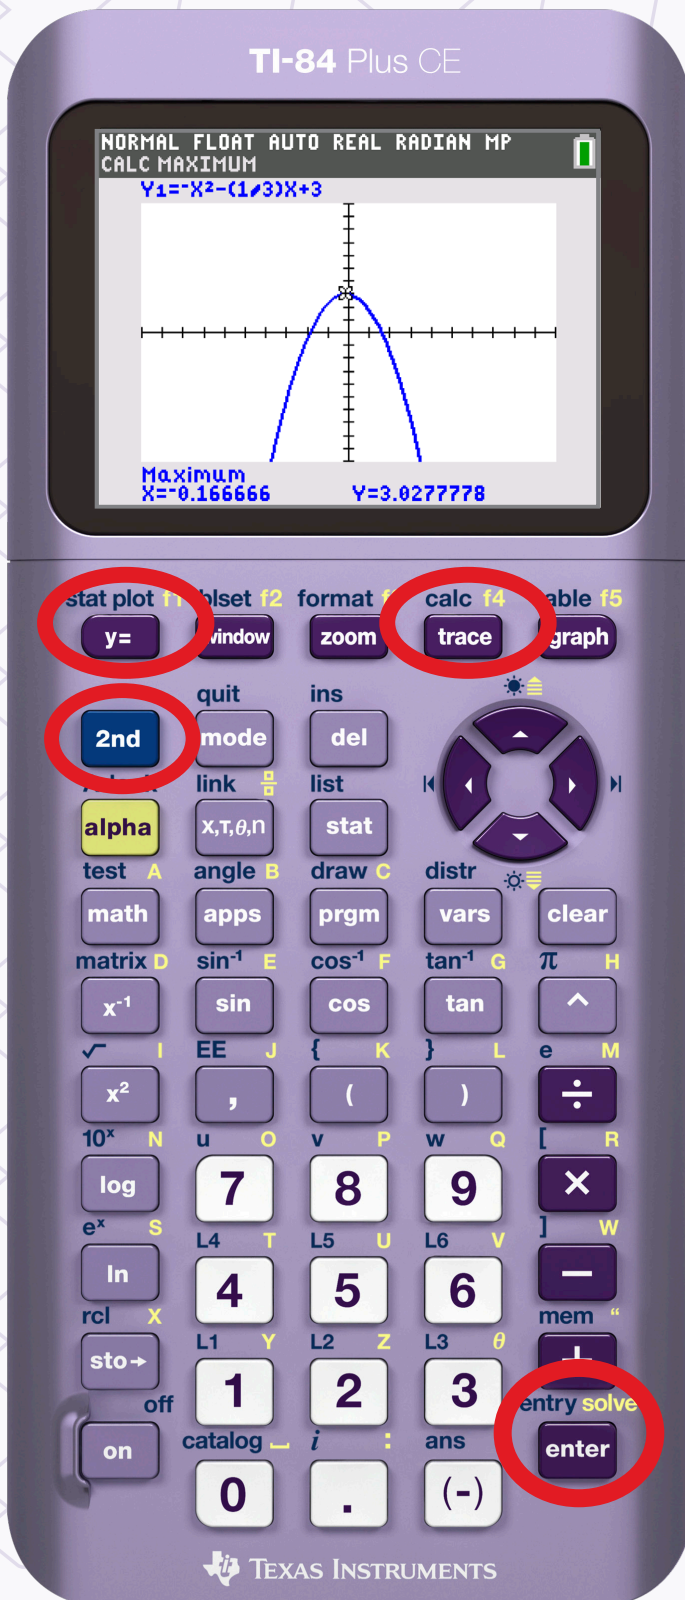 TI-84 Plus CE
NORMAL FLOAT AUTO REAL RADIAN MP
CALC MAXIMUM
Y₁=⁻X²-(1/3)X+3
Maximum
X=⁻0.166666 Y=3.0277778
stat plot f1 blset f2 format f calc f4 able f5
y= window zoom trace graph
quit ins
2nd mode del
link list
alpha x,T,θ,n stat
test A angle B draw C distr
math apps prgm vars clear
matrix D sin⁻¹ E cos⁻¹ F tan⁻¹ G π H
x⁻¹ sin cos tan ^
√ I EE J { K } L e M
x² , ( ) ÷
10ˣ N u O v P w Q [ R
log 7 8 9 ×
eˣ S L4 T L5 U L6 V ] W
ln 4 5 6 −
rcl X L1 Y L2 Z L3 θ mem “
sto→ 1 2 3 +
off catalog ⎵ i : ans entry solve
on 0 . (-) enter
TEXAS INSTRUMENTS